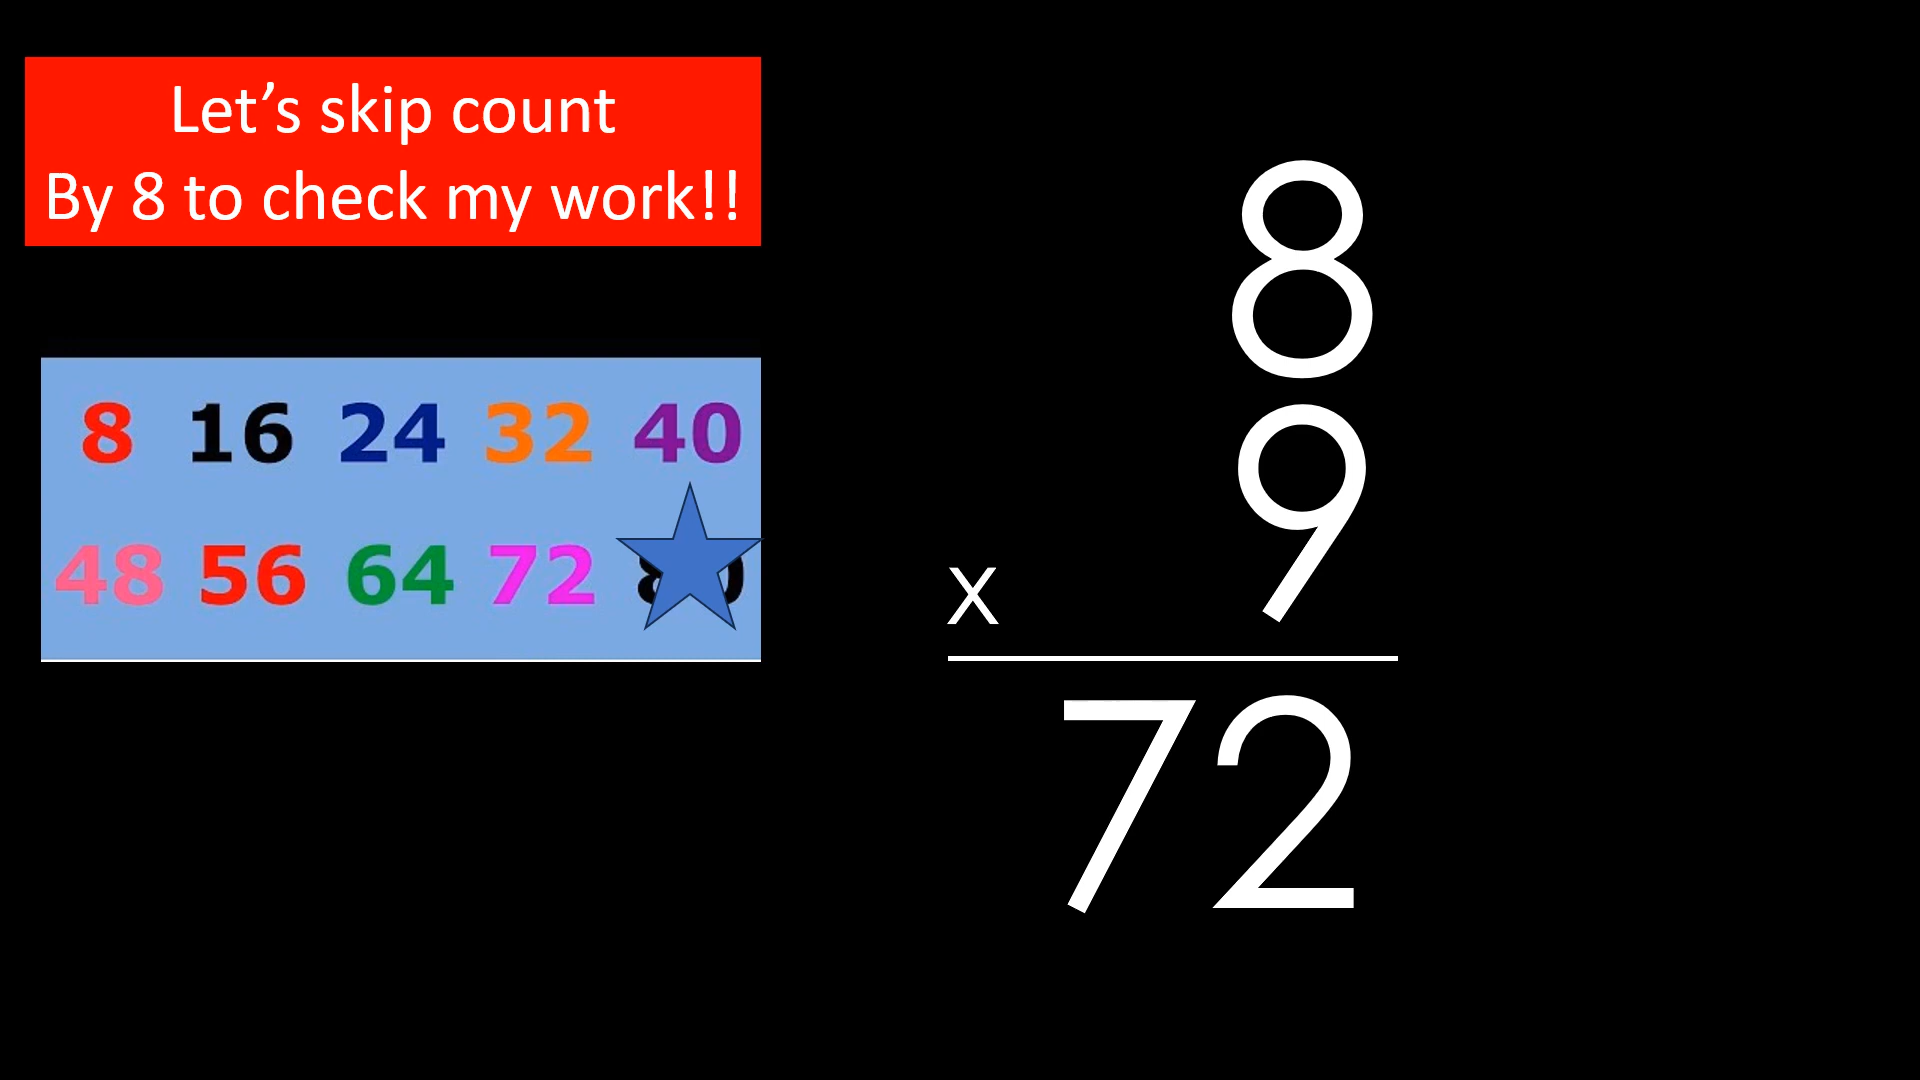 Let’s skip count
By 8 to check my work!!
8 16 24 32 40
48 56 64 72
8
9
x
72